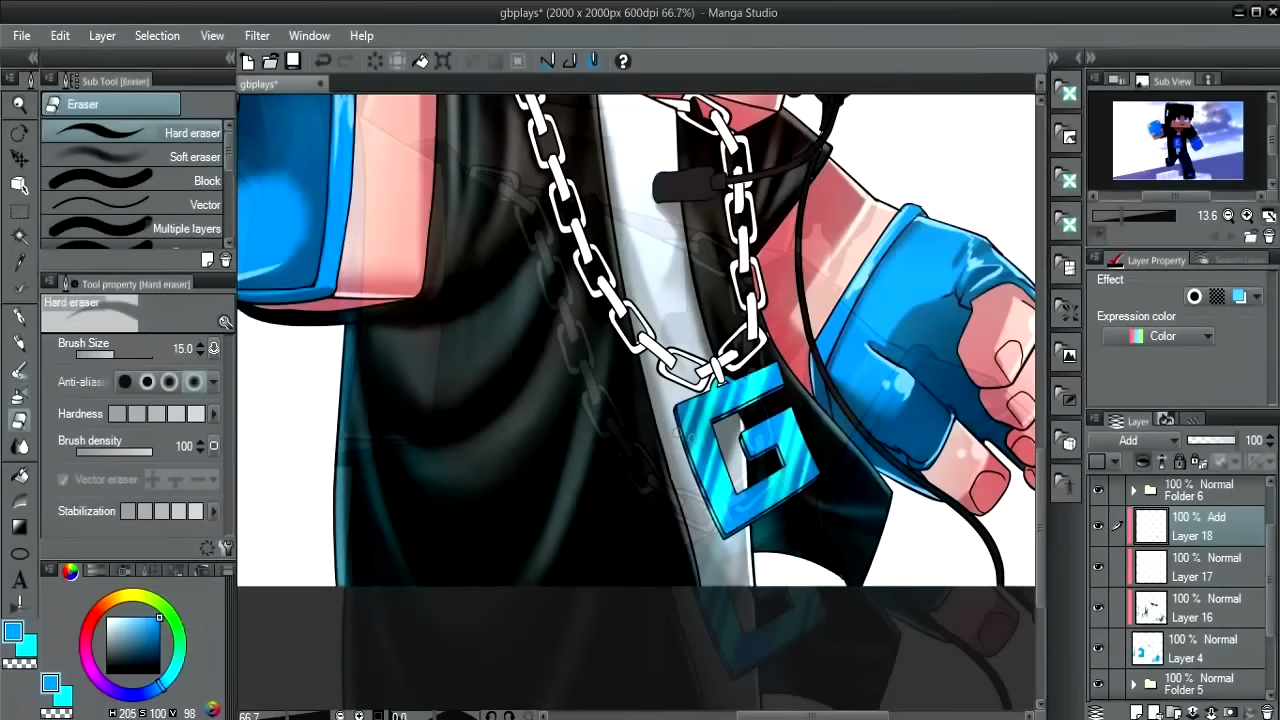 gbplays* (2000 x 2000px 600dpi 66.7%) - Manga Studio
File Edit Layer Selection View Filter Window Help
gbplays*
Sub Tool [Eraser]
Eraser
Hard eraser
Soft eraser
Block
Vector
Multiple layers
Tool property [Hard eraser]
Hard eraser
Brush Size 15.0
Anti-alias
Hardness
Brush density 100
Vector eraser
Stabilization
H 205 S 100 V 98
66.7 0.0
G
Sub View
13.6
Layer Property
Effect
Expression color
Color
Layer
Add 100
100 % Normal
Folder 6
100 % Add
Layer 18
100 % Normal
Layer 17
100 % Normal
Layer 16
100 % Normal
Layer 4
100 % Normal
Folder 5